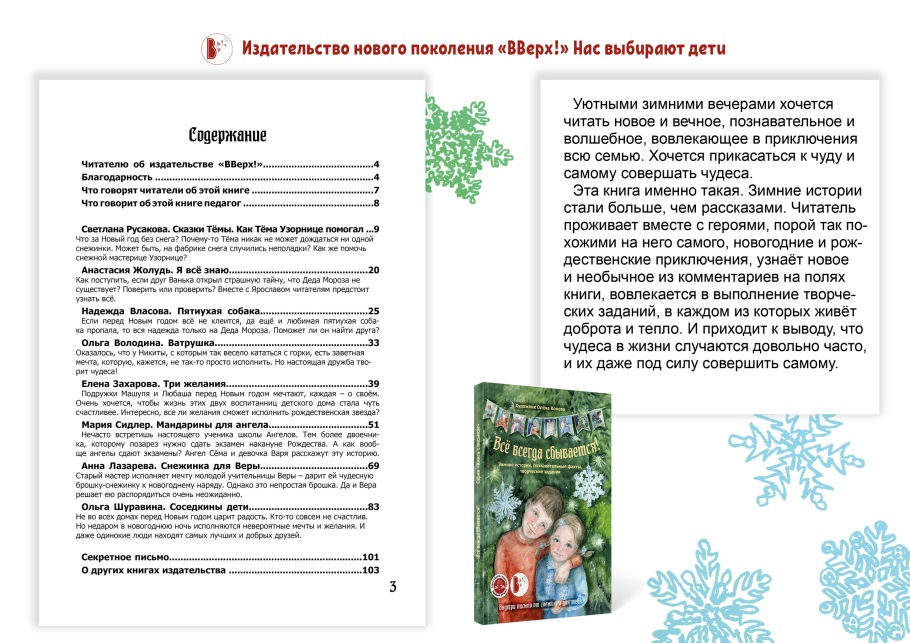 Издательство нового поколения «ВВерх!» Нас выбирают дети
Содержание
Читателю об издательстве «ВВерх!»......................................4
Благодарность ..........................................................................4
Что говорят читатели об этой книге .........................................7
Что говорит об этой книге педагог ...........................................8
Светлана Русакова. Сказки Тёмы. Как Тёма Узорнице помогал ...9
Что за Новый год без снега? Почему-то Тёма никак не может дождаться ни одной
снежинки. Может быть, на фабрике снега случились неполадки? Как же помочь
снежной мастерице Узорнице?
Анастасия Жолудь. Я всё знаю...............................................20
Как поступить, если друг Ванька открыл страшную тайну, что Деда Мороза не
существует? Поверить или проверить? Вместе с Ярославом читателям предстоит
узнать всё.
Надежда Власова. Пятиухая собака.....................................25
Если перед Новым годом всё не клеится, да ещё и любимая пятиухая соба-
ка пропала, то вся надежда только на Деда Мороза. Поможет ли он найти друга?
Ольга Володина. Ватрушка...................................................33
Оказалось, что у Никиты, с которым так весело кататься с горки, есть заветная
мечта, которую, кажется, не так-то просто исполнить. Но настоящая дружба тво-
рит чудеса!
Елена Захарова. Три желания................................................39
Подружки Машуля и Любаша перед Новым годом мечтают, каждая – о своём.
Очень хочется, чтобы жизнь этих двух воспитанниц детского дома стала чуть
счастливее. Интересно, все ли желания сможет исполнить рождественская звезда?
Мария Сидлер. Мандарины для ангела...............................51
Нечасто встретишь настоящего ученика школы Ангелов. Тем более двоечни-
ка, которому позарез нужно сдать экзамен накануне Рождества. А как вооб-
ще ангелы сдают экзамены? Ангел Сёма и девочка Варя расскажут эту историю.
Анна Лазарева. Снежинка для Веры.....................................69
Старый мастер исполняет мечту молодой учительницы Веры – дарит ей чудесную
брошку-снежинку к новогоднему наряду. Однако это непростая брошка. Да и Вера
решает ею распорядиться очень неожиданно.
Ольга Шуравина. Соседкины дети........................................83
Не во всех домах перед Новым годом царит радость. Кто-то совсем не счастлив.
Но недаром в новогоднюю ночь исполняются невероятные мечты и желания. И
даже одинокие люди находят самых лучших и добрых друзей.
Секретное письмо..................................................................101
О других книгах издательства ..............................................103
3
Уютными зимними вечерами хочется
читать новое и вечное, познавательное и
волшебное, вовлекающее в приключения
всю семью. Хочется прикасаться к чуду и
самому совершать чудеса.
Эта книга именно такая. Зимние истории
стали больше, чем рассказами. Читатель
проживает вместе с героями, порой так по-
хожими на него самого, новогодние и рож-
дественские приключения, узнаёт новое
и необычное из комментариев на полях
книги, вовлекается в выполнение творче-
ских заданий, в каждом из которых живёт
доброта и тепло. И приходит к выводу, что
чудеса в жизни случаются довольно часто,
и их даже под силу совершить самому.
Всё всегда сбывается!
Зимние истории, познавательные факты,
творческие задания